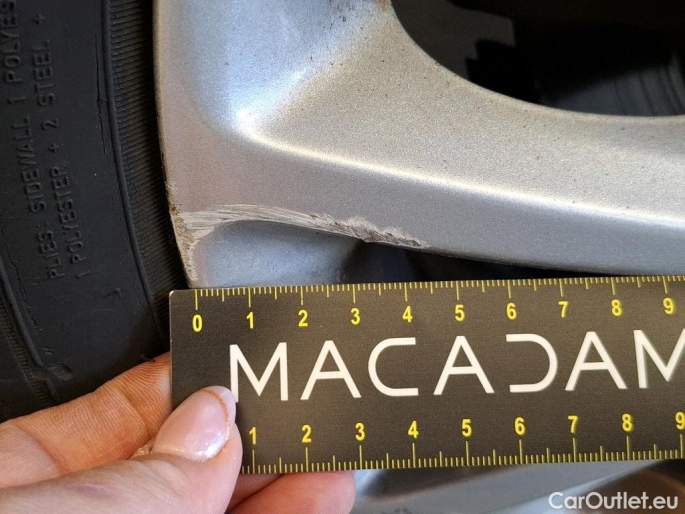 PLIES: SIDEWALL 1 POLYES
1 POLYESTER + 2 STEEL +
0 1 2 3 4 5 6 7 8 9
MACADAM
1 2 3 4 5 6 7 8 9
CarOutlet.eu